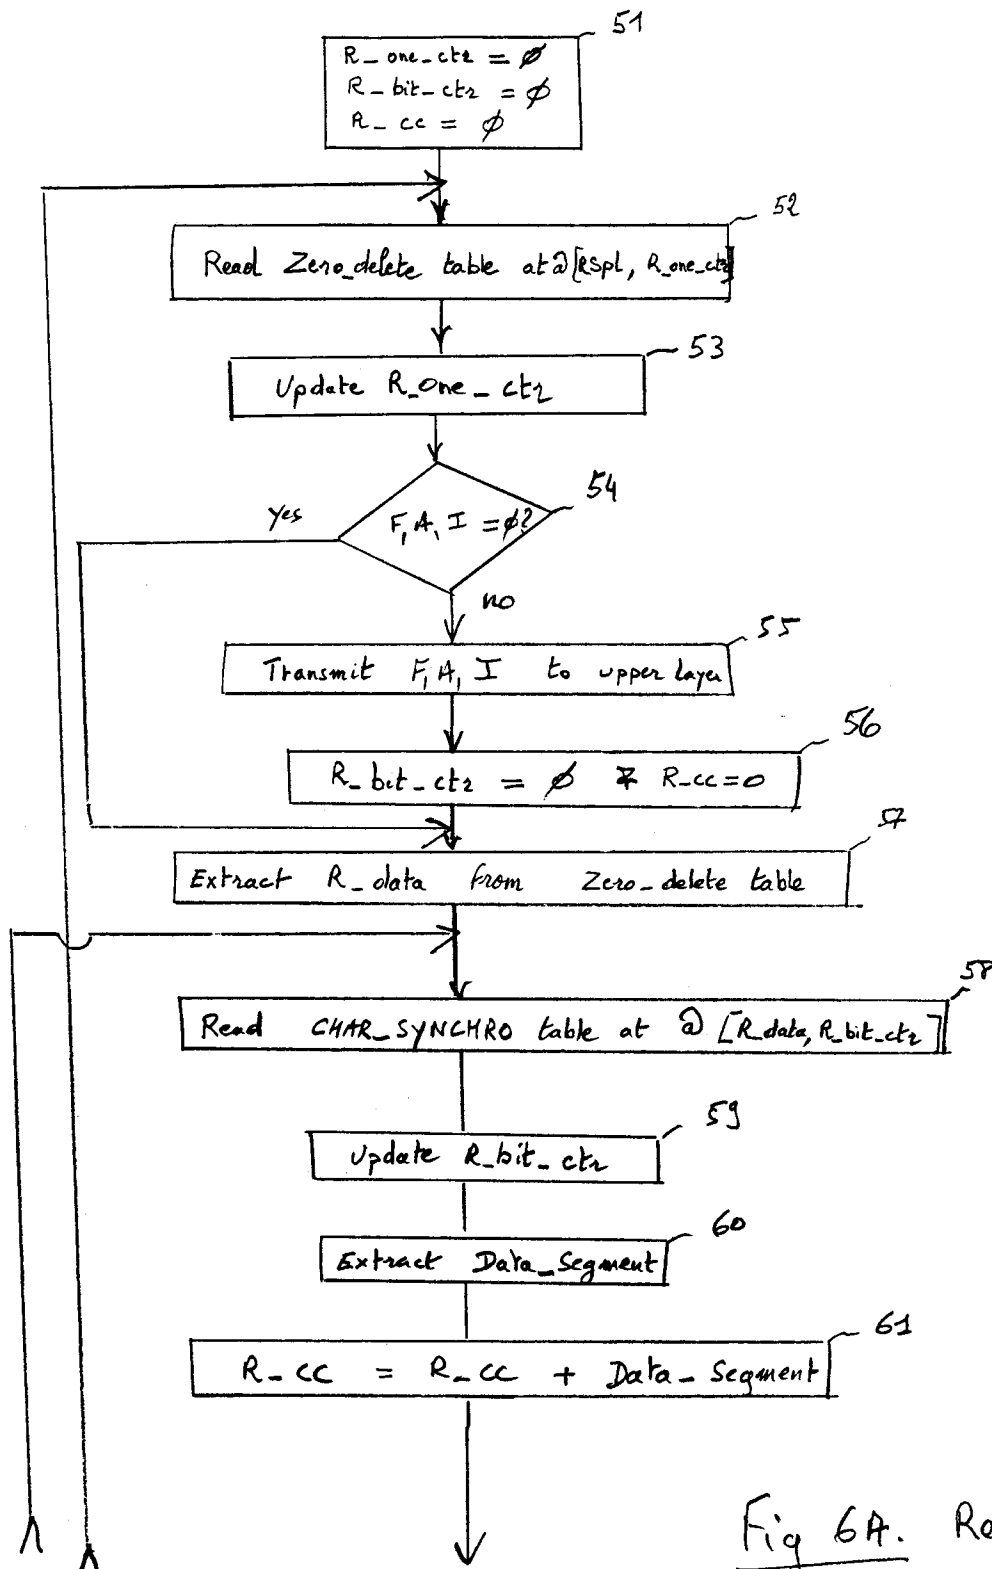 51
R_one_ctr = ϕ
R_bit_ctr = ϕ
R_cc = ϕ
52
Read Zero_delete table at @[RSpl, R_one_ctr]
53
Update R_one_ctr
54
F, A, I = ϕ?
yes
no
55
Transmit F, A, I to upper layer
56
R_bit_ctr = ϕ R_cc=0
57
Extract R_data from Zero_delete table
58
Read CHAR_SYNCHRO table at @ [R_data, R_bit_ctr]
59
Update R_bit_ctr
60
Extract Data_Segment
61
R_cc = R_cc + Data_Segment
Fig 6A.